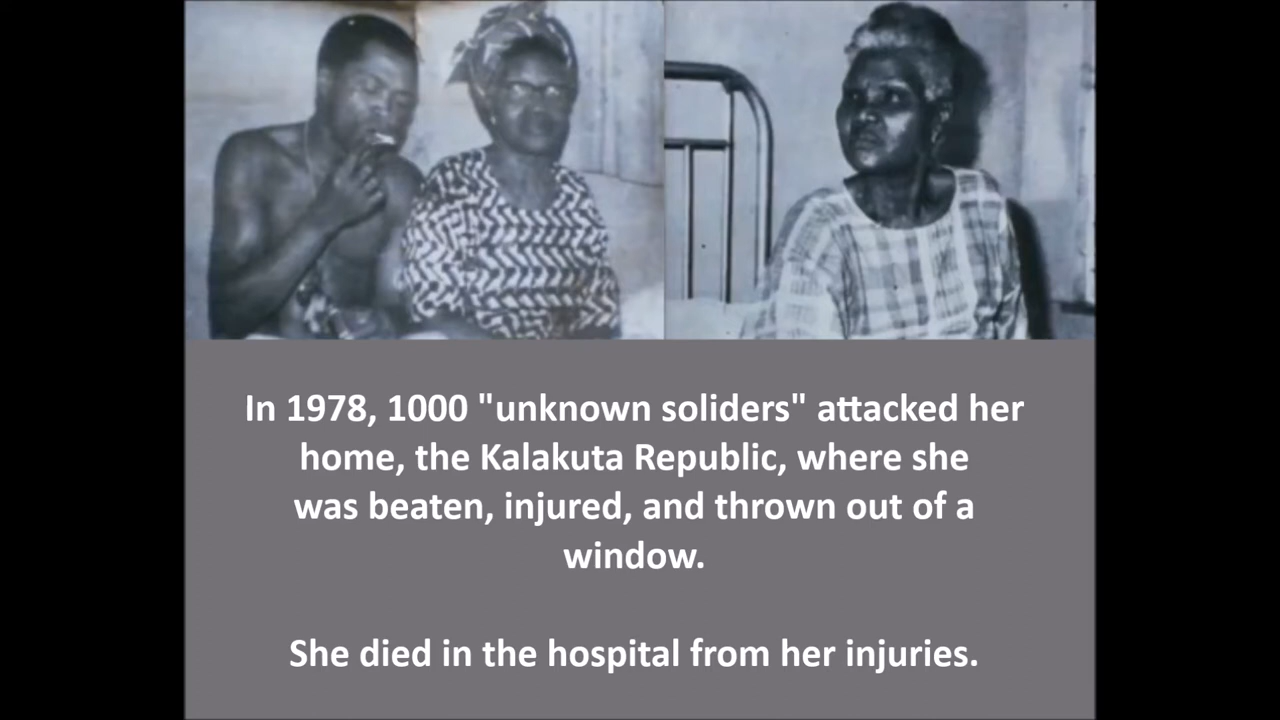 In 1978, 1000 "unknown soliders" attacked her
home, the Kalakuta Republic, where she
was beaten, injured, and thrown out of a
window.
She died in the hospital from her injuries.